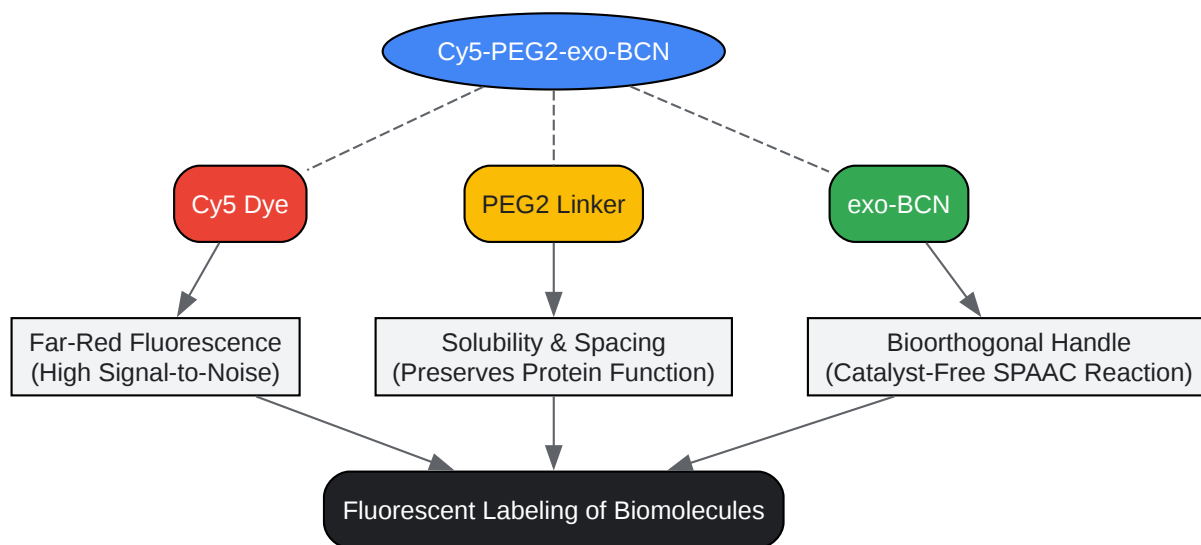 Cy5-PEG2-exo-BCN
Cy5 Dye
PEG2 Linker
exo-BCN
Far-Red Fluorescence
(High Signal-to-Noise)
Solubility & Spacing
(Preserves Protein Function)
Bioorthogonal Handle
(Catalyst-Free SPAAC Reaction)
Fluorescent Labeling of Biomolecules